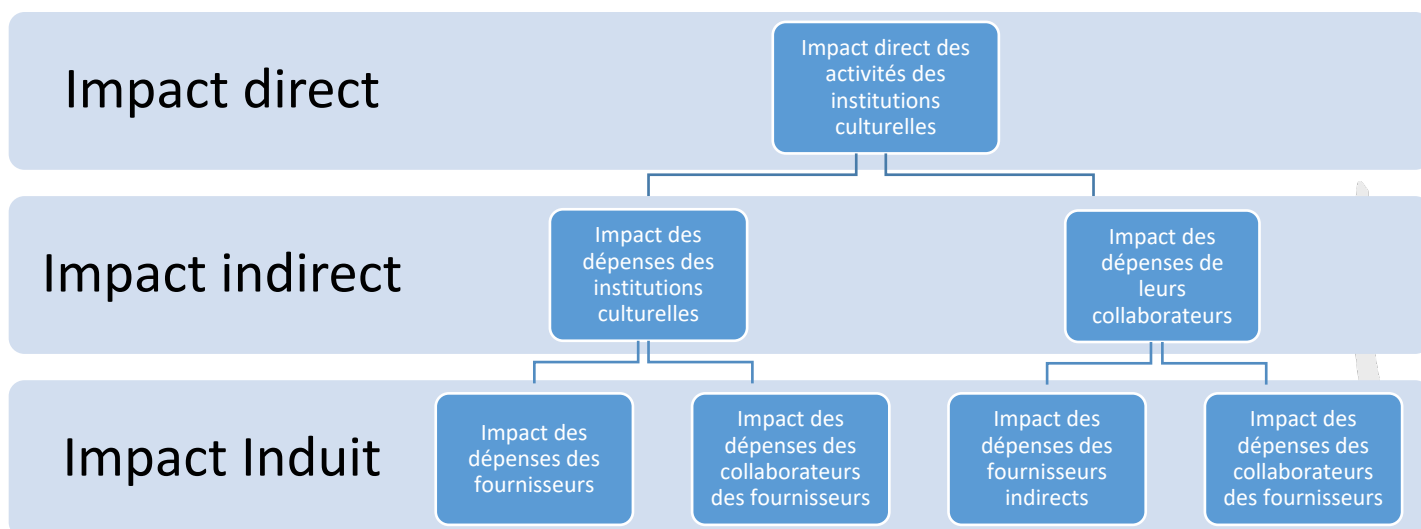 Impact direct
Impact direct des
activités des
institutions
culturelles
Impact indirect
Impact des
dépenses des
institutions
culturelles
Impact des
dépenses de
leurs
collaborateurs
Impact Induit
Impact des
dépenses des
fournisseurs
Impact des
dépenses des
collaborateurs
des fournisseurs
Impact des
dépenses des
fournisseurs
indirects
Impact des
dépenses des
collaborateurs
des fournisseurs